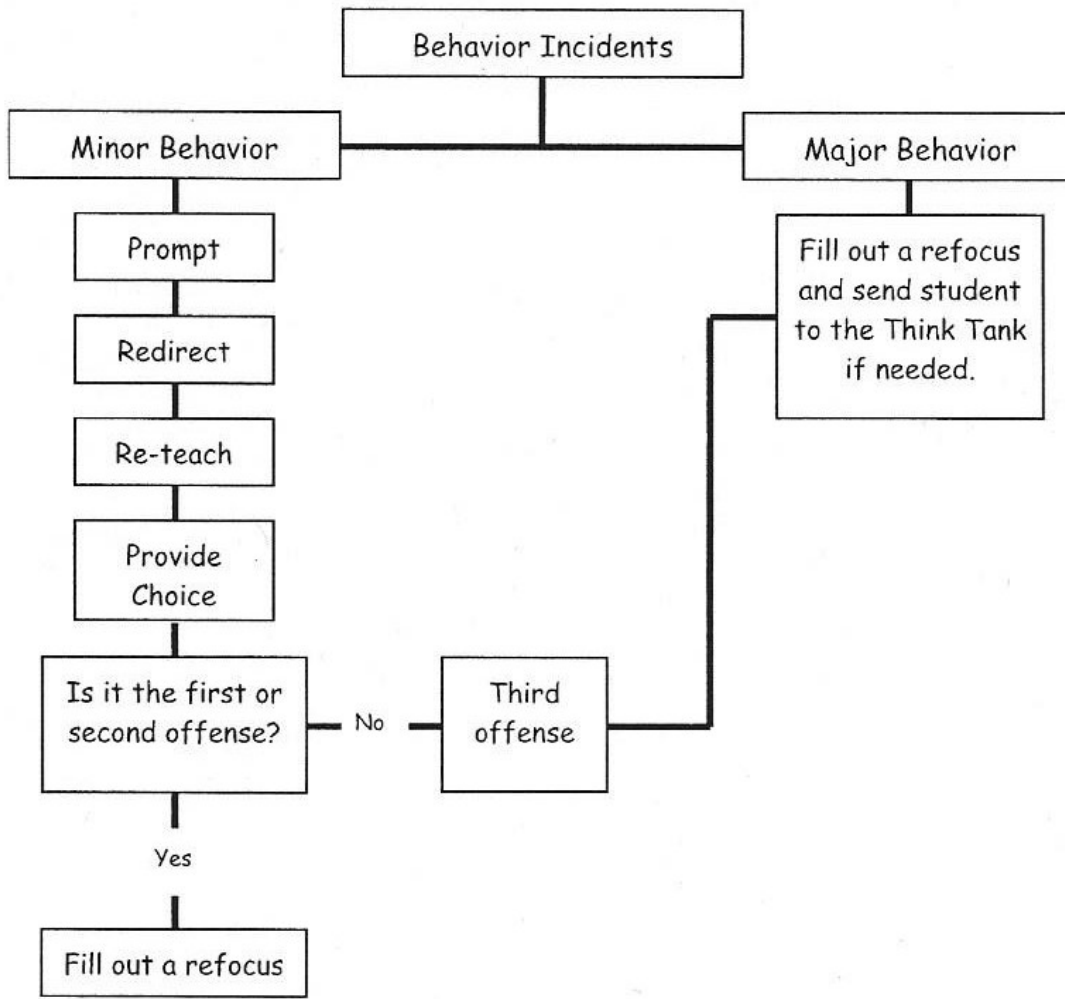 Behavior Incidents
Minor Behavior
Major Behavior
Prompt
Fill out a refocus
and send student
to the Think Tank
if needed.
Redirect
Re-teach
Provide
Choice
Is it the first or
second offense?
No
Third
offense
Yes
Fill out a refocus